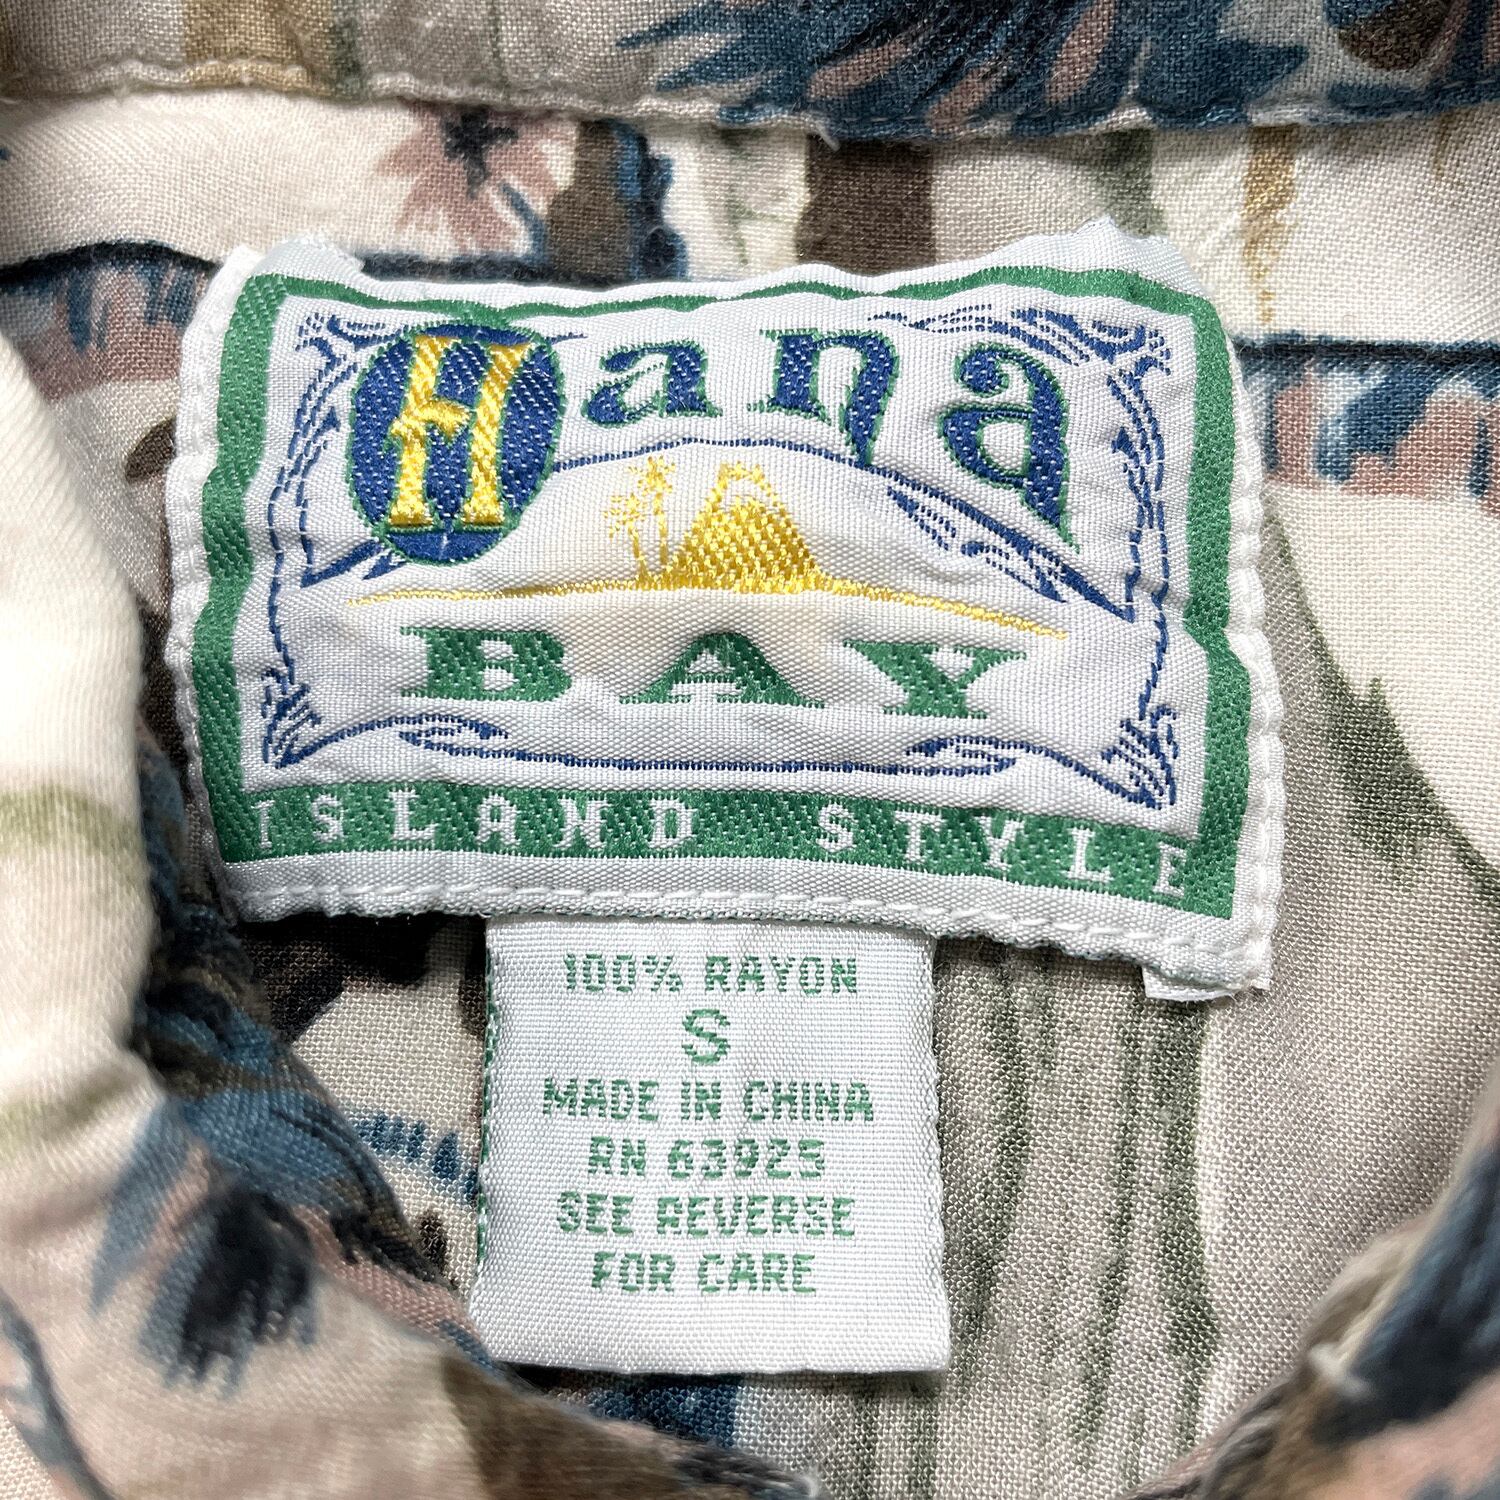 Hana
BAY
ISLAND STYLE
100% RAYON
S
MADE IN CHINA
RN 63925
SEE REVERSE
FOR CARE